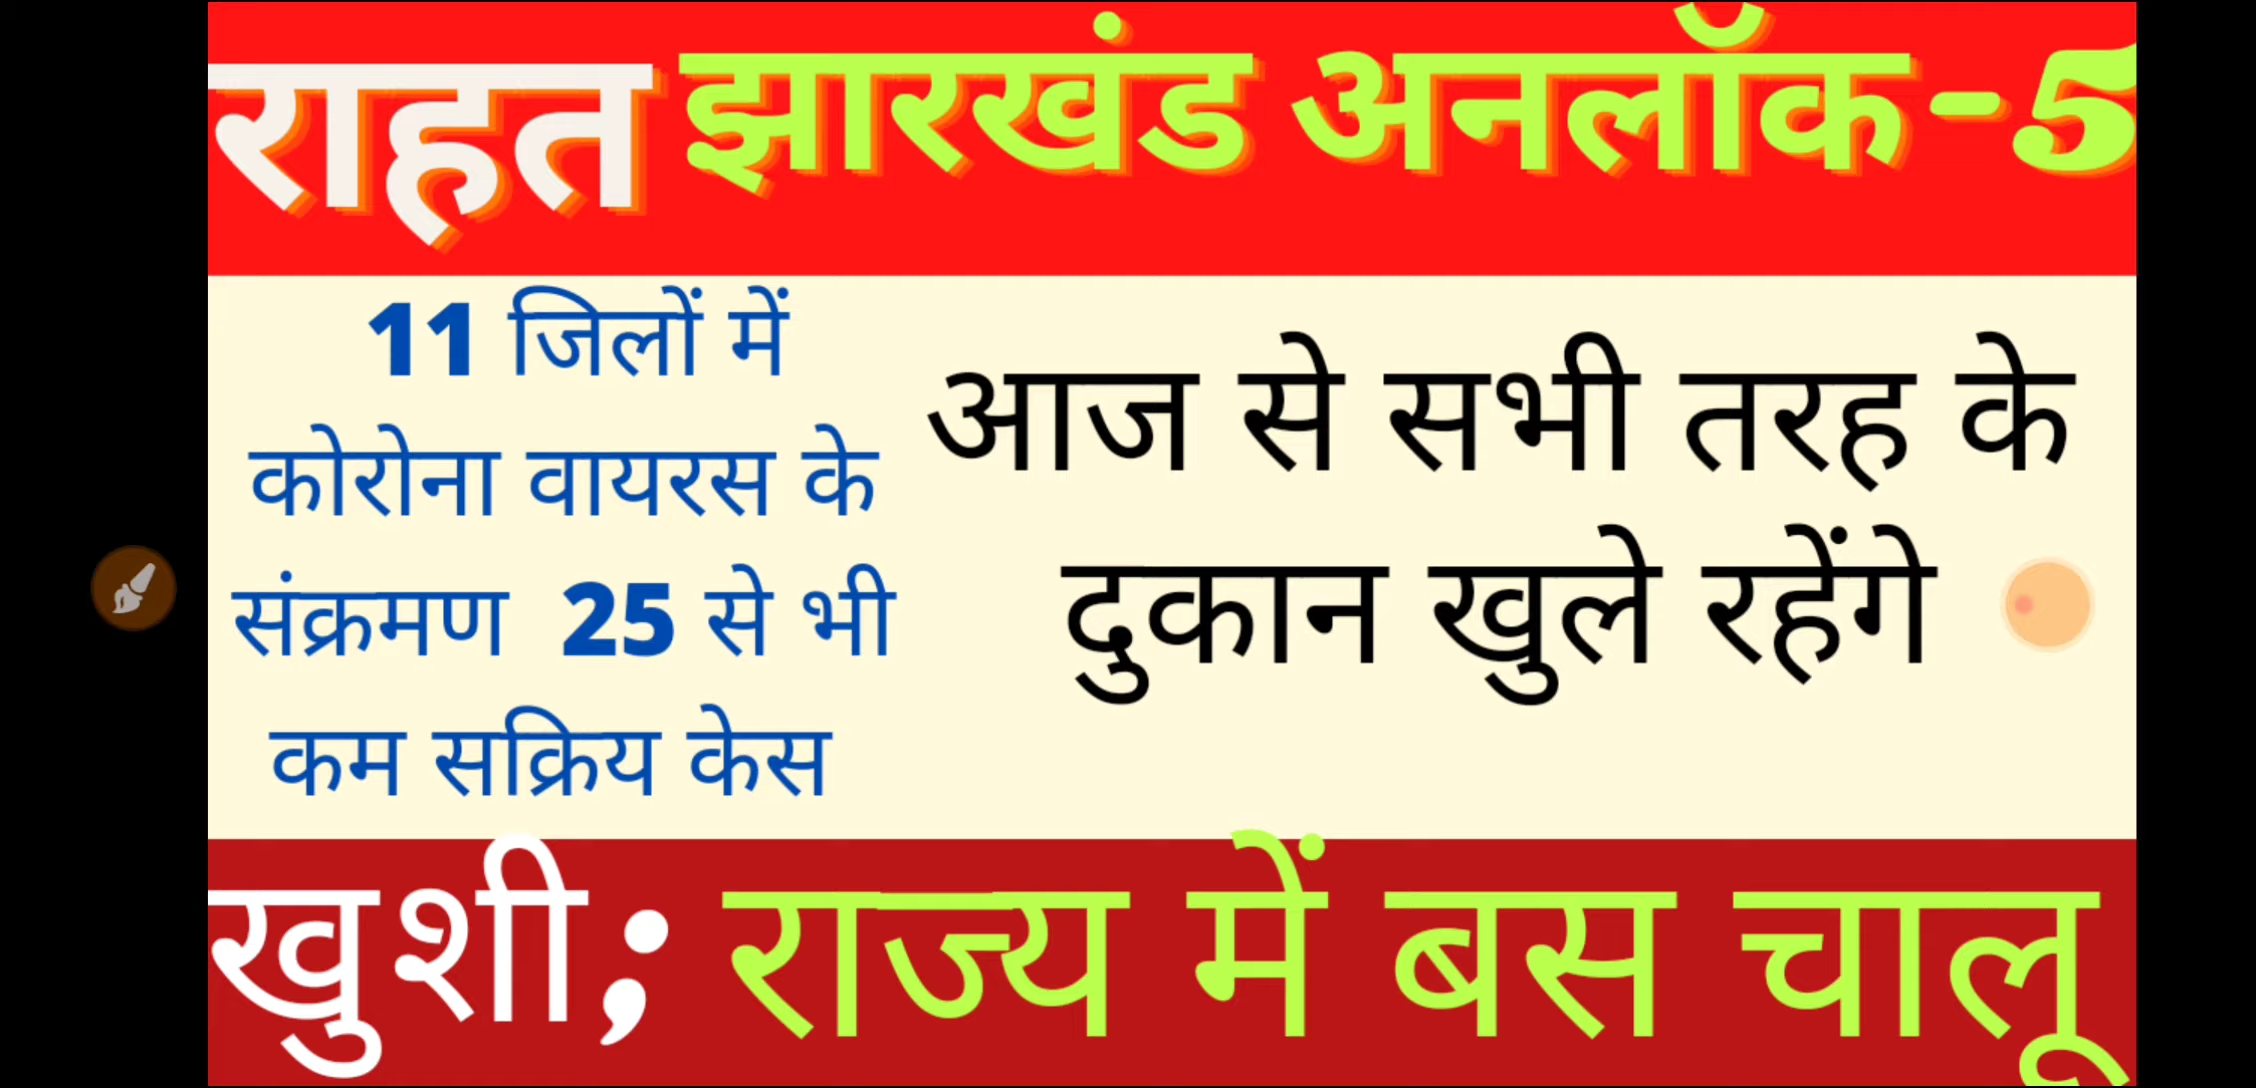 राहत झारखंड अनलॉक-5
11 जिलों में
कोरोना वायरस के
संक्रमण 25 से भी
कम सक्रिय केस
आज से सभी तरह के
दुकान खुले रहेंगे
खुशी; राज्य में बस चालू